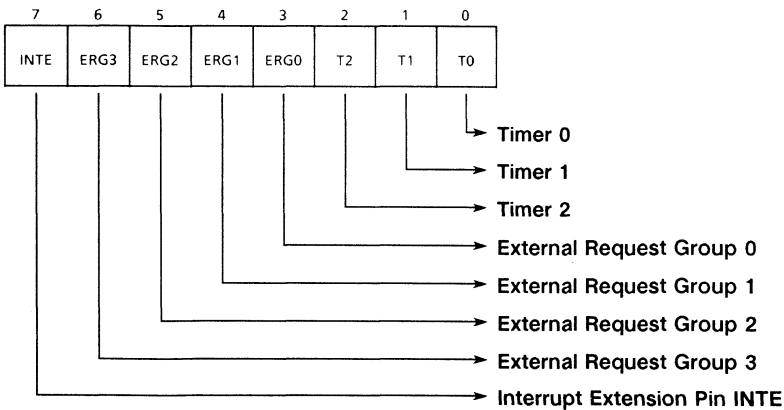 7 6 5 4 3 2 1 0
INTE ERG3 ERG2 ERG1 ERG0 T2 T1 T0
Timer 0
Timer 1
Timer 2
External Request Group 0
External Request Group 1
External Request Group 2
External Request Group 3
Interrupt Extension Pin INTE